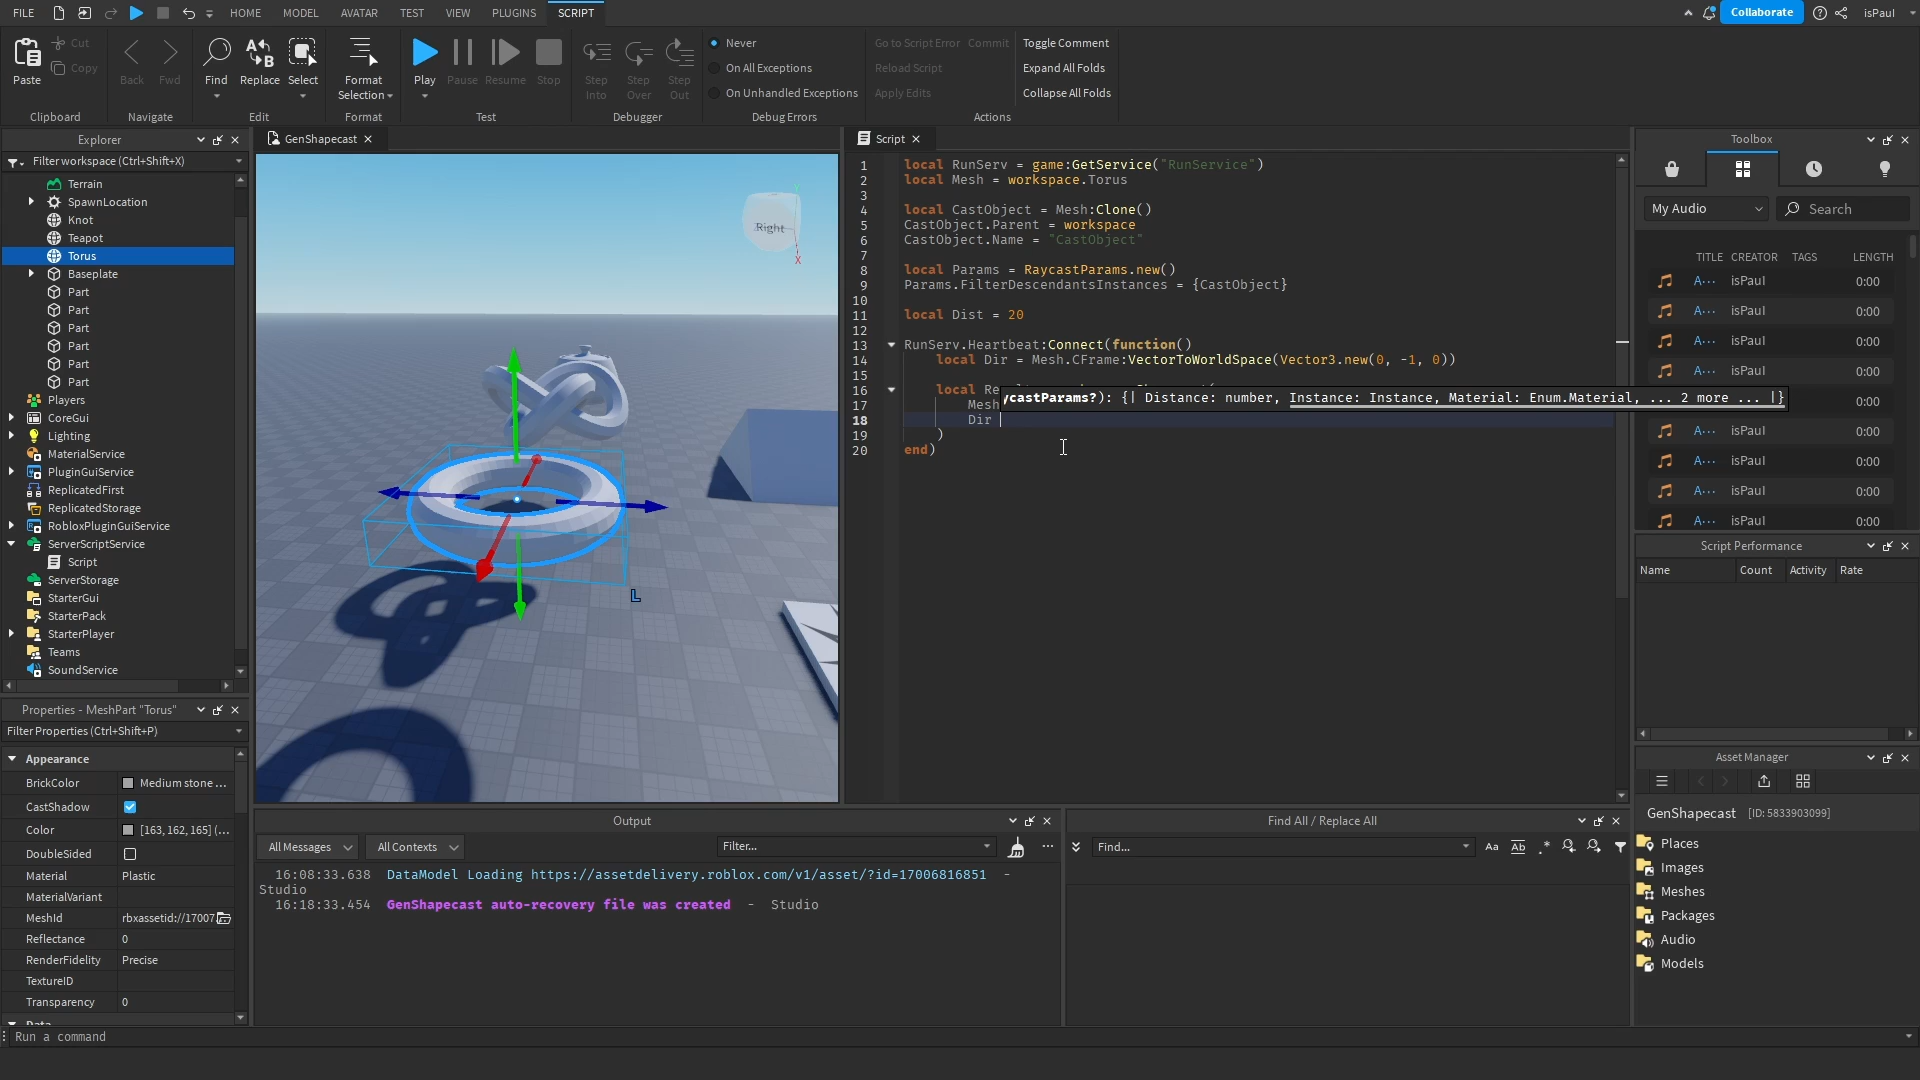 FILE
HOME MODEL AVATAR TEST VIEW PLUGINS SCRIPT
Collaborate isPaul
Paste Cut Copy
Back Fwd
Find Replace Select
Format Selection
Play Pause Resume Stop
Step Into Step Over Step Out
Never
On All Exceptions
On Unhandled Exceptions
Go to Script Error Commit
Reload Script
Apply Edits
Toggle Comment
Expand All Folds
Collapse All Folds
Clipboard Navigate Edit Format Test Debugger Debug Errors Actions
Explorer
Filter workspace (Ctrl+Shift+X)
Terrain
SpawnLocation
Knot
Teapot
Torus
Baseplate
Part
Part
Part
Part
Part
Part
Players
CoreGui
Lighting
MaterialService
PluginGuiService
ReplicatedFirst
ReplicatedStorage
RobloxPluginGuiService
ServerScriptService
Script
ServerStorage
StarterGui
StarterPack
StarterPlayer
Teams
SoundService
Properties - MeshPart "Torus"
Filter Properties (Ctrl+Shift+P)
Appearance
BrickColor Medium stone ...
CastShadow
Color [163, 162, 165] (...
DoubleSided
Material Plastic
MaterialVariant
MeshId rbxassetid://17007
Reflectance 0
RenderFidelity Precise
TextureID
Transparency 0
GenShapecast
Right
Y
X
L
Script
1 local RunServ = game:GetService("RunService")
2 local Mesh = workspace.Torus
3
4 local CastObject = Mesh:Clone()
5 CastObject.Parent = workspace
6 CastObject.Name = "CastObject"
7
8 local Params = RaycastParams.new()
9 Params.FilterDescendantsInstances = {CastObject}
10
11 local Dist = 20
12
13 RunServ.Heartbeat:Connect(function()
14 local Dir = Mesh.CFrame:VectorToWorldSpace(Vector3.new(0, -1, 0))
15
16 local Re
ycastParams?): {| Distance: number, Instance: Instance, Material: Enum.Material, ... 2 more ... |}
17 Mesh
18 Dir
19 )
20 end)
Toolbox
My Audio Search
TITLE CREATOR TAGS LENGTH
A··· isPaul 0:00
A··· isPaul 0:00
A··· isPaul 0:00
A··· isPaul 0:00
0:00
A··· isPaul 0:00
A··· isPaul 0:00
A··· isPaul 0:00
A··· isPaul 0:00
Script Performance
Name Count Activity Rate
Asset Manager
GenShapecast [ID: 5833903099]
Places
Images
Meshes
Packages
Audio
Models
Output
All Messages All Contexts Filter...
16:08:33.638 DataModel Loading https://assetdelivery.roblox.com/v1/asset/?id=17006816851 -
Studio
16:18:33.454 GenShapecast auto-recovery file was created - Studio
Find All / Replace All
Find... Aa Ab .*
Run a command